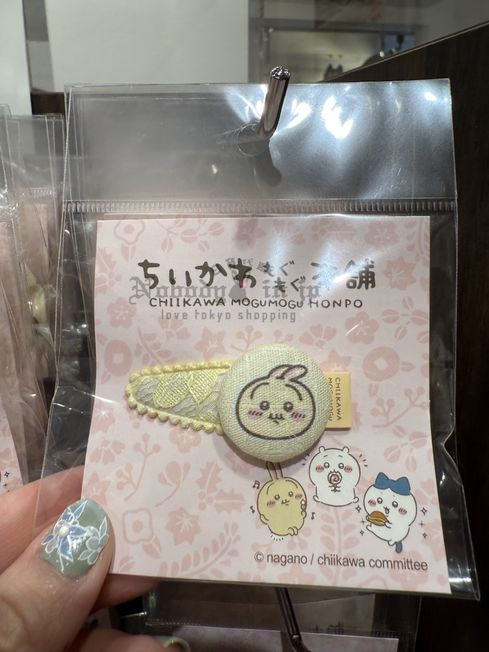 ちいかわもぐもぐ本舗
CHIIKAWA MOGUMOGU HONPO
love tokyo shopping
CHIIKAWA
© nagano / chiikawa committee